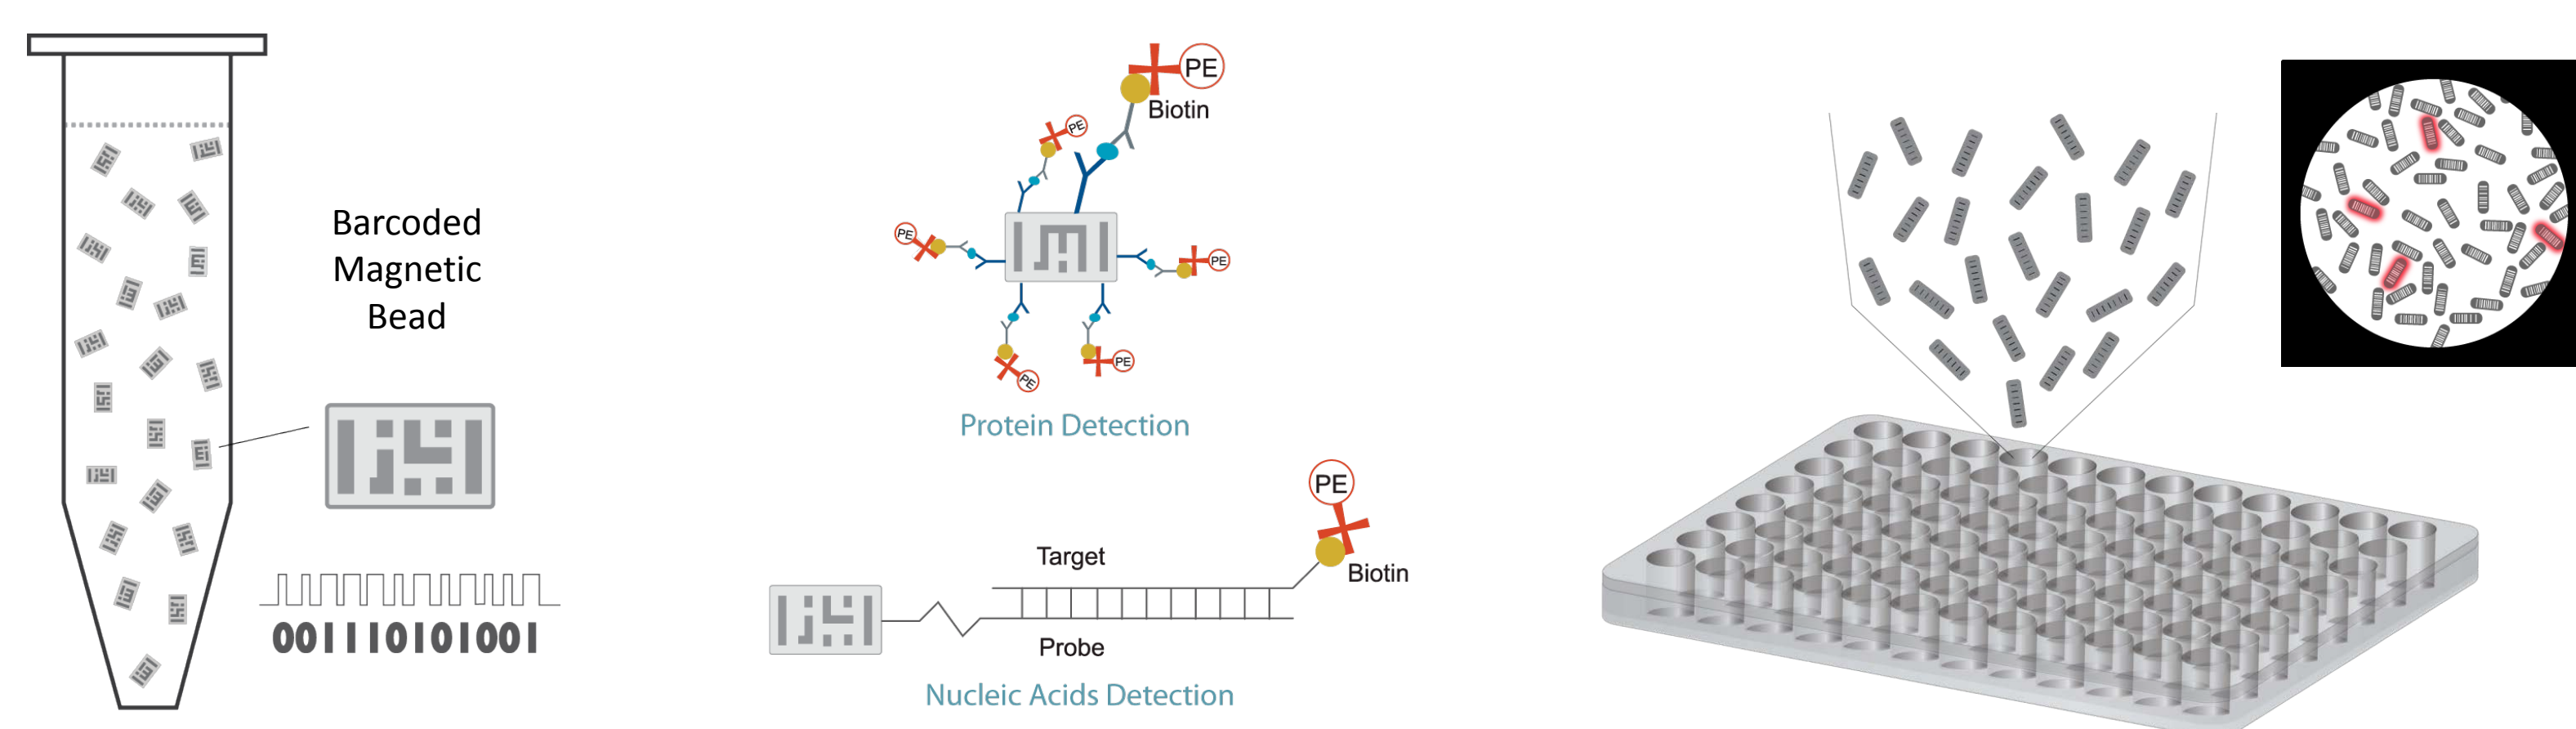 Barcoded
Magnetic
Bead
001110101001
PE
Biotin
PE
PE
PE
PE
PE
Protein Detection
PE
Target
Biotin
Probe
Nucleic Acids Detection